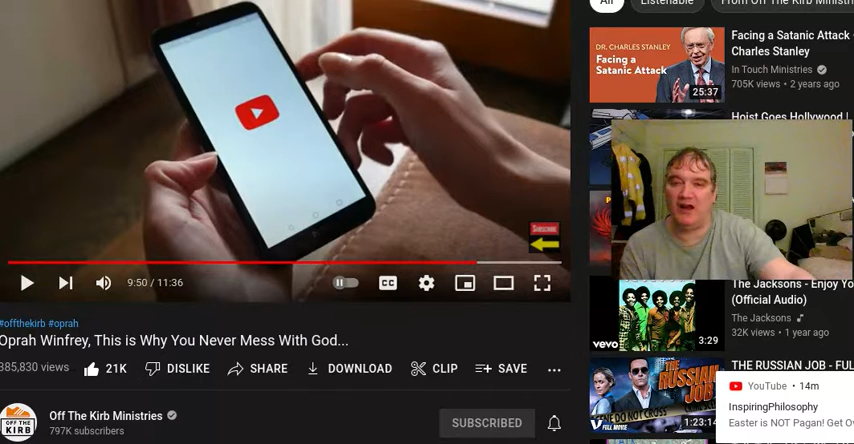 All
Listenable
From Off The Kirb Ministri
DR. CHARLES STANLEY
Facing a
Satanic Attack
25:37
Facing a Satanic Attack
Charles Stanley
In Touch Ministries
705K views • 2 years ago
Hoist Goes Hollywood |
SUBSCRIBE
9:50 / 11:36
CC
The Jacksons - Enjoy Yo
(Official Audio)
The Jacksons
32K views • 1 year ago
vevo
3:29
#offthekirb #oprah
Oprah Winfrey, This is Why You Never Mess With God...
385,830 views
21K
DISLIKE
SHARE
DOWNLOAD
CLIP
SAVE
...
THE RUSSIAN
JOB
FULL MOVIE
1:23:14
THE RUSSIAN JOB - FUL
YouTube • 14m
InspiringPhilosophy
Easter is NOT Pagan! Get O
OFF THE
KIRB
Off The Kirb Ministries
797K subscribers
SUBSCRIBED